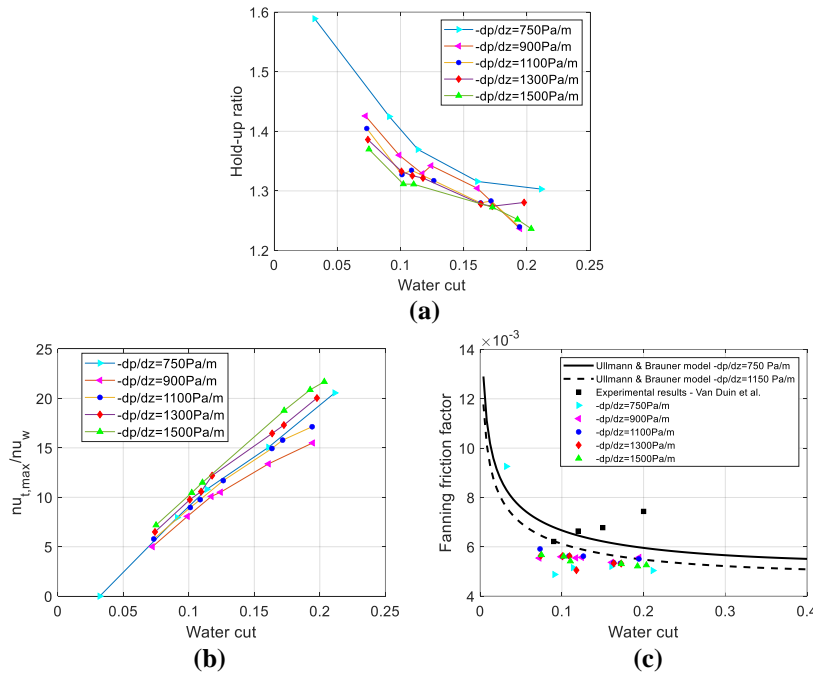 1.6
1.5
1.4
1.3
1.2
Hold-up ratio
0
0.05
0.1
0.15
0.2
0.25
Water cut
-dp/dz=750Pa/m
-dp/dz=900Pa/m
-dp/dz=1100Pa/m
-dp/dz=1300Pa/m
-dp/dz=1500Pa/m
(a)
25
20
15
10
5
0
nu_t,max/nu_w
0
0.05
0.1
0.15
0.2
0.25
Water cut
-dp/dz=750Pa/m
-dp/dz=900Pa/m
-dp/dz=1100Pa/m
-dp/dz=1300Pa/m
-dp/dz=1500Pa/m
(b)
×10^-3
14
12
10
8
6
4
Fanning friction factor
0
0.1
0.2
0.3
0.4
Water cut
Ullmann & Brauner model -dp/dz=750 Pa/m
Ullmann & Brauner model -dp/dz=1150 Pa/m
Experimental results - Van Duin et al.
-dp/dz=750Pa/m
-dp/dz=900Pa/m
-dp/dz=1100Pa/m
-dp/dz=1300Pa/m
-dp/dz=1500Pa/m
(c)